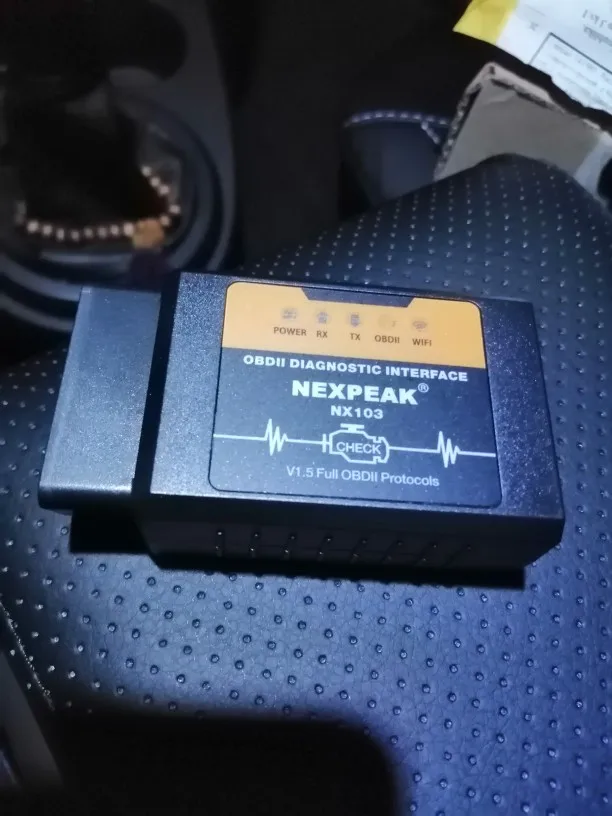 POWER RX TX OBDII WIFI
OBDII DIAGNOSTIC INTERFACE
NEXPEAK®
NX103
CHECK
V1.5 Full OBDII Protocols